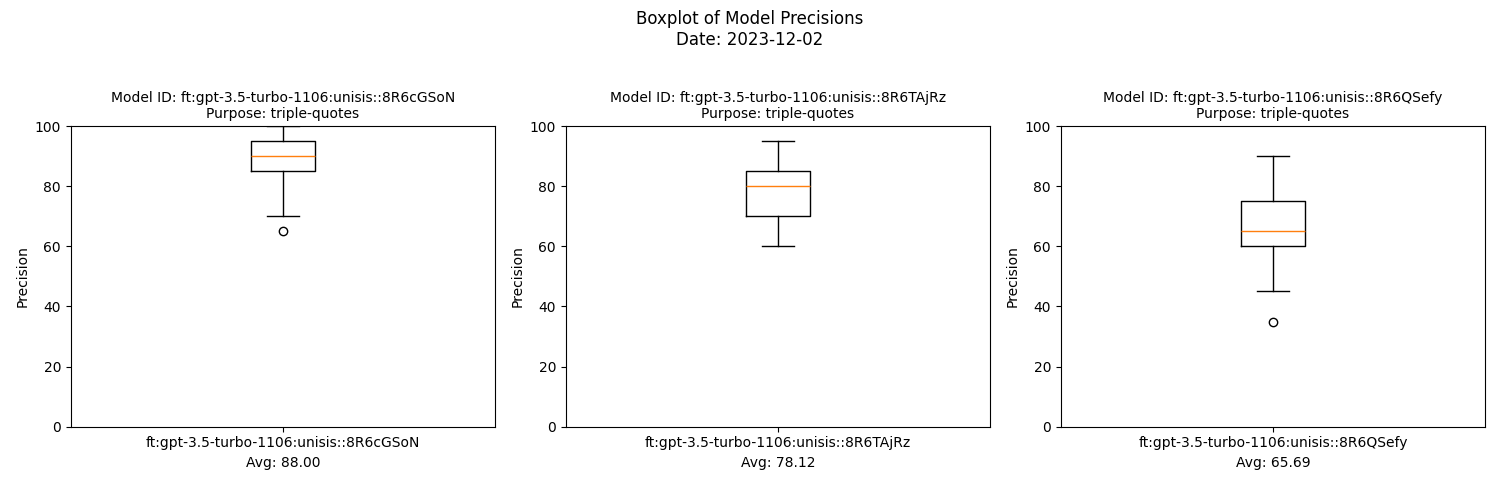 Boxplot of Model Precisions
Date: 2023-12-02
Model ID: ft:gpt-3.5-turbo-1106:unisis::8R6cGSoN
Purpose: triple-quotes
100
80
60
40
20
0
Precision
ft:gpt-3.5-turbo-1106:unisis::8R6cGSoN
Avg: 88.00
Model ID: ft:gpt-3.5-turbo-1106:unisis::8R6TAjRz
Purpose: triple-quotes
100
80
60
40
20
0
Precision
ft:gpt-3.5-turbo-1106:unisis::8R6TAjRz
Avg: 78.12
Model ID: ft:gpt-3.5-turbo-1106:unisis::8R6QSefy
Purpose: triple-quotes
100
80
60
40
20
0
Precision
ft:gpt-3.5-turbo-1106:unisis::8R6QSefy
Avg: 65.69